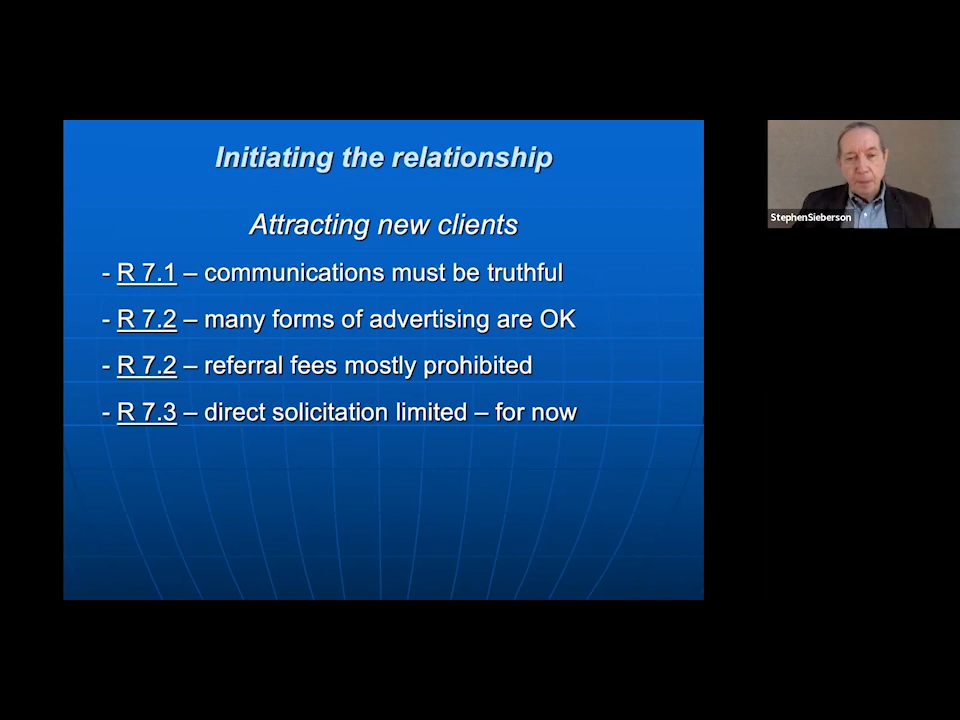 Initiating the relationship
Attracting new clients
- R 7.1 – communications must be truthful
- R 7.2 – many forms of advertising are OK
- R 7.2 – referral fees mostly prohibited
- R 7.3 – direct solicitation limited – for now
StephenSieberson